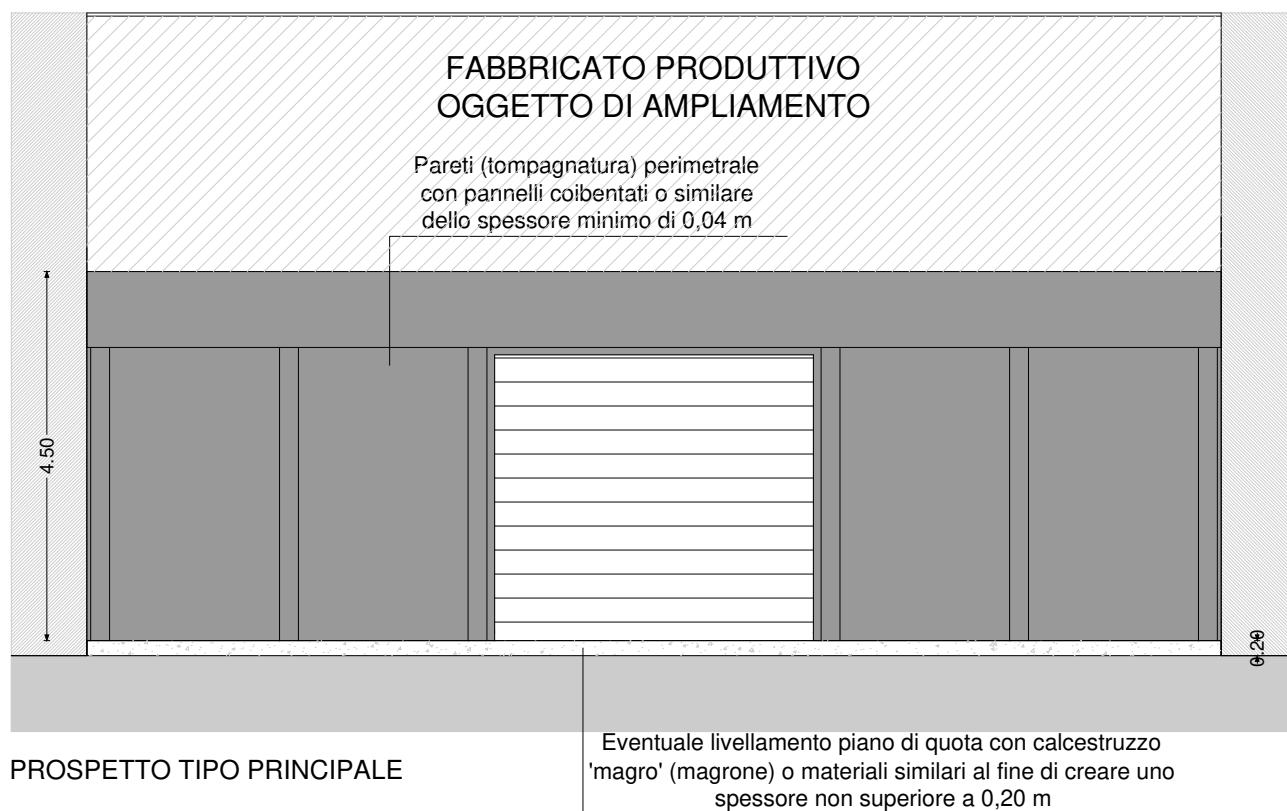 FABBRICATO PRODUTTIVO
OGGETTO DI AMPLIAMENTO
Pareti (tompagnatura) perimetrale
con pannelli coibentati o similare
dello spessore minimo di 0,04 m
4.50
0.20
PROSPETTO TIPO PRINCIPALE
Eventuale livellamento piano di quota con calcestruzzo
'magro' (magrone) o materiali similari al fine di creare uno
spessore non superiore a 0,20 m